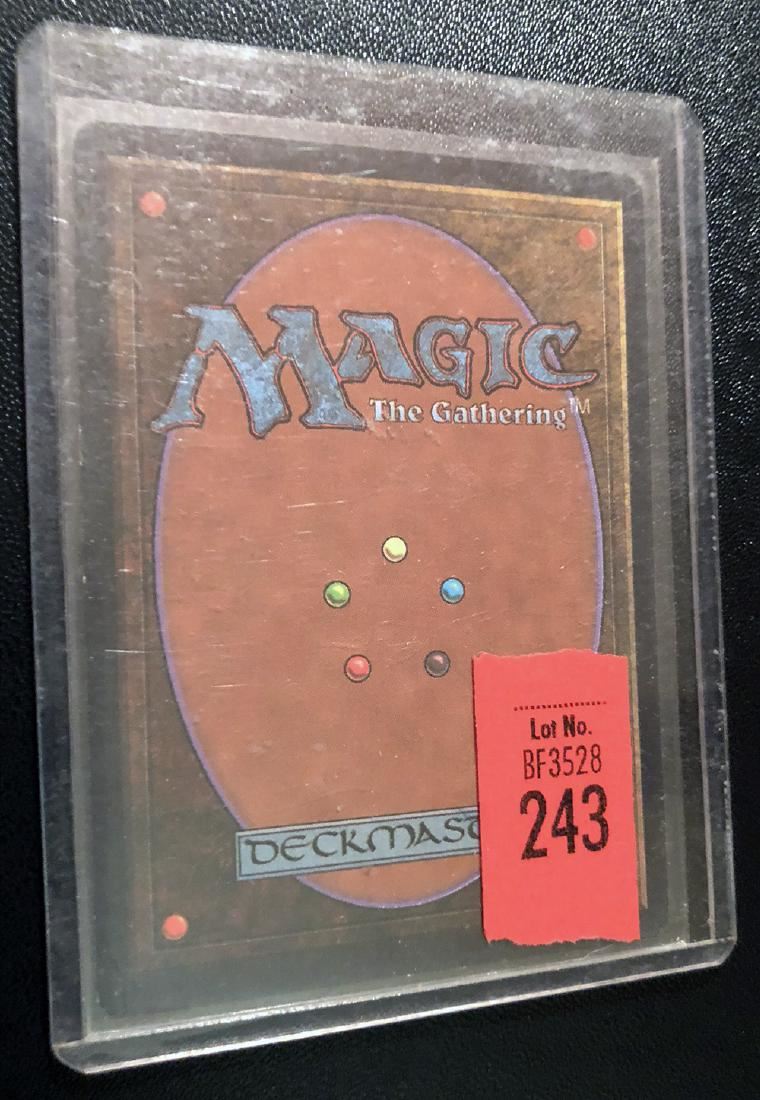 MAGIC
The Gathering™
DECKMAST
Lot No.
BF3528
243